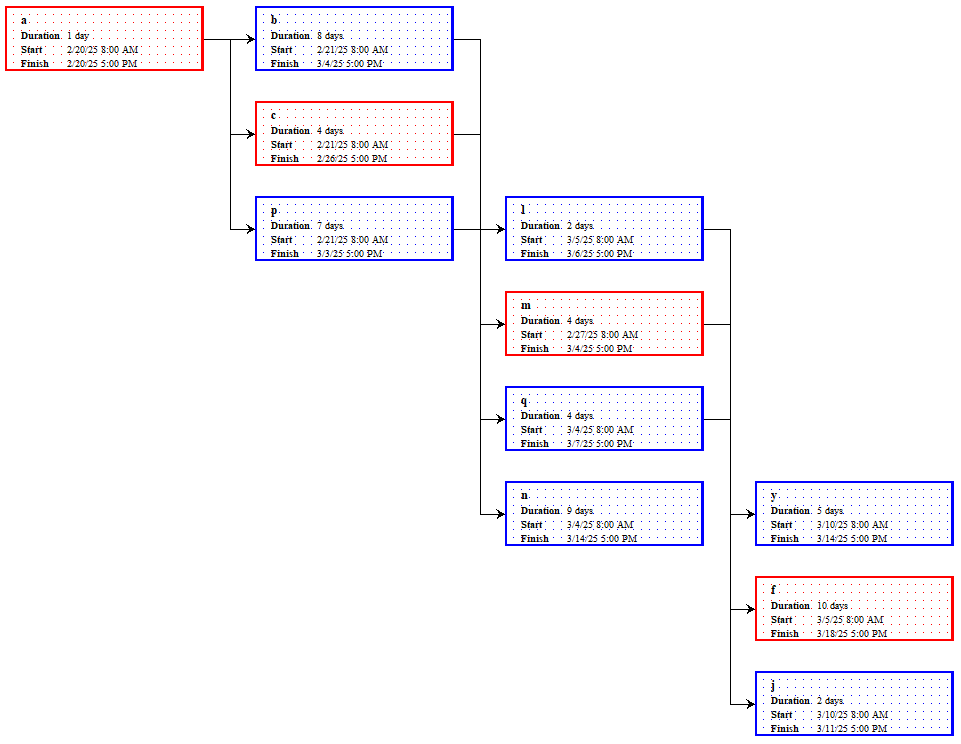 a
Duration 1 day
Start 2/20/25 8:00 AM
Finish 2/20/25 5:00 PM
b
Duration 8 days
Start 2/21/25 8:00 AM
Finish 3/4/25 5:00 PM
c
Duration 4 days
Start 2/21/25 8:00 AM
Finish 2/26/25 5:00 PM
p
Duration 7 days
Start 2/21/25 8:00 AM
Finish 3/3/25 5:00 PM
l
Duration 2 days
Start 3/5/25 8:00 AM
Finish 3/6/25 5:00 PM
m
Duration 4 days
Start 2/27/25 8:00 AM
Finish 3/4/25 5:00 PM
q
Duration 4 days
Start 3/4/25 8:00 AM
Finish 3/7/25 5:00 PM
n
Duration 9 days
Start 3/4/25 8:00 AM
Finish 3/14/25 5:00 PM
y
Duration 5 days
Start 3/10/25 8:00 AM
Finish 3/14/25 5:00 PM
f
Duration 10 days
Start 3/5/25 8:00 AM
Finish 3/18/25 5:00 PM
j
Duration 2 days
Start 3/10/25 8:00 AM
Finish 3/11/25 5:00 PM